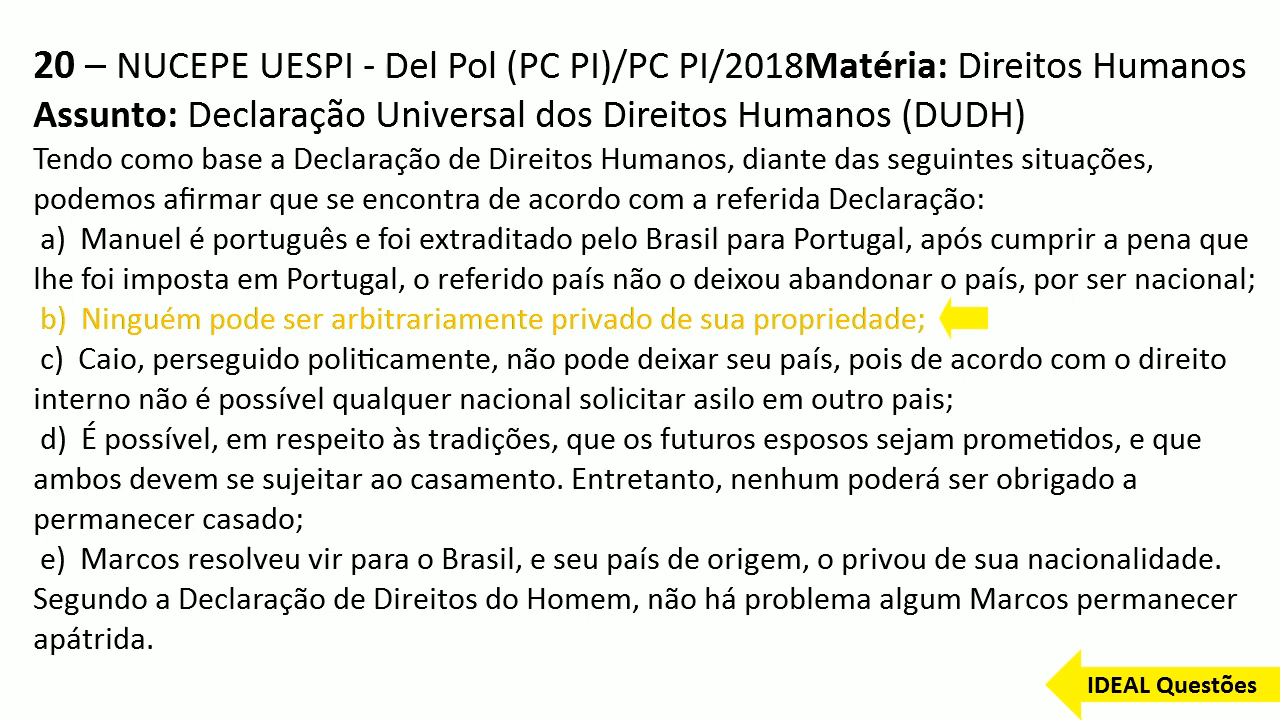 20 – NUCEPE UESPI - Del Pol (PC PI)/PC PI/2018Matéria: Direitos Humanos
Assunto: Declaração Universal dos Direitos Humanos (DUDH)
Tendo como base a Declaração de Direitos Humanos, diante das seguintes situações,
podemos afirmar que se encontra de acordo com a referida Declaração:
a) Manuel é português e foi extraditado pelo Brasil para Portugal, após cumprir a pena que
lhe foi imposta em Portugal, o referido país não o deixou abandonar o país, por ser nacional;
b) Ninguém pode ser arbitrariamente privado de sua propriedade;
c) Caio, perseguido politicamente, não pode deixar seu país, pois de acordo com o direito
interno não é possível qualquer nacional solicitar asilo em outro pais;
d) É possível, em respeito às tradições, que os futuros esposos sejam prometidos, e que
ambos devem se sujeitar ao casamento. Entretanto, nenhum poderá ser obrigado a
permanecer casado;
e) Marcos resolveu vir para o Brasil, e seu país de origem, o privou de sua nacionalidade.
Segundo a Declaração de Direitos do Homem, não há problema algum Marcos permanecer
apátrida.
IDEAL Questões